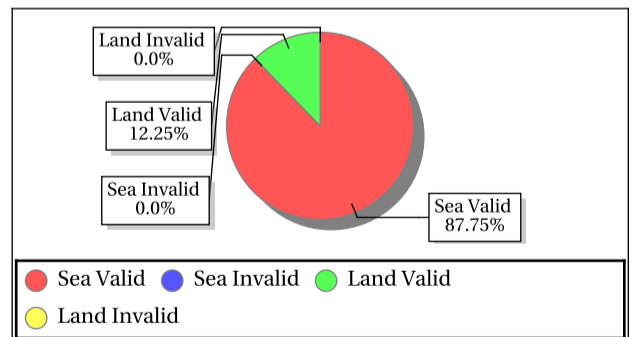 Land Invalid
0.0%
Land Valid
12.25%
Sea Invalid
0.0%
Sea Valid
87.75%
Sea Valid Sea Invalid Land Valid
Land Invalid